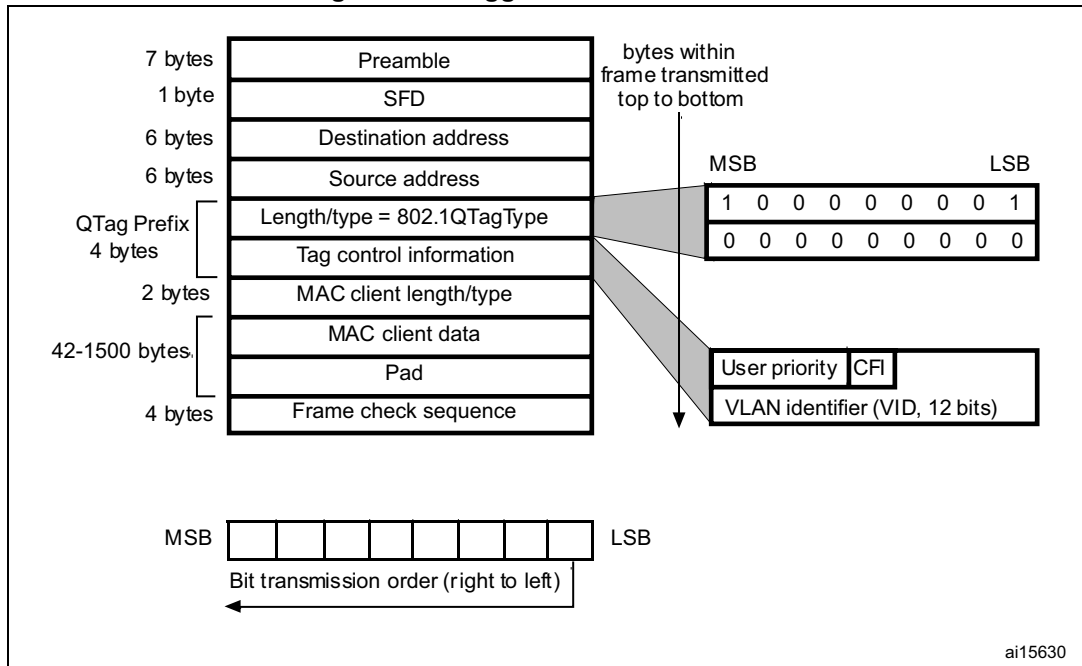 7 bytes
Preamble
1 byte
SFD
6 bytes
Destination address
6 bytes
Source address
QTag Prefix
4 bytes
Length/type = 802.1QTagType
Tag control information
2 bytes
MAC client length/type
42-1500 bytes
MAC client data
Pad
4 bytes
Frame check sequence
bytes within
frame transmitted
top to bottom
MSB LSB
1 0 0 0 0 0 0 0 0 1
0 0 0 0 0 0 0 0 0 0
User priority CFI
VLAN identifier (VID, 12 bits)
MSB LSB
Bit transmission order (right to left)
ai15630